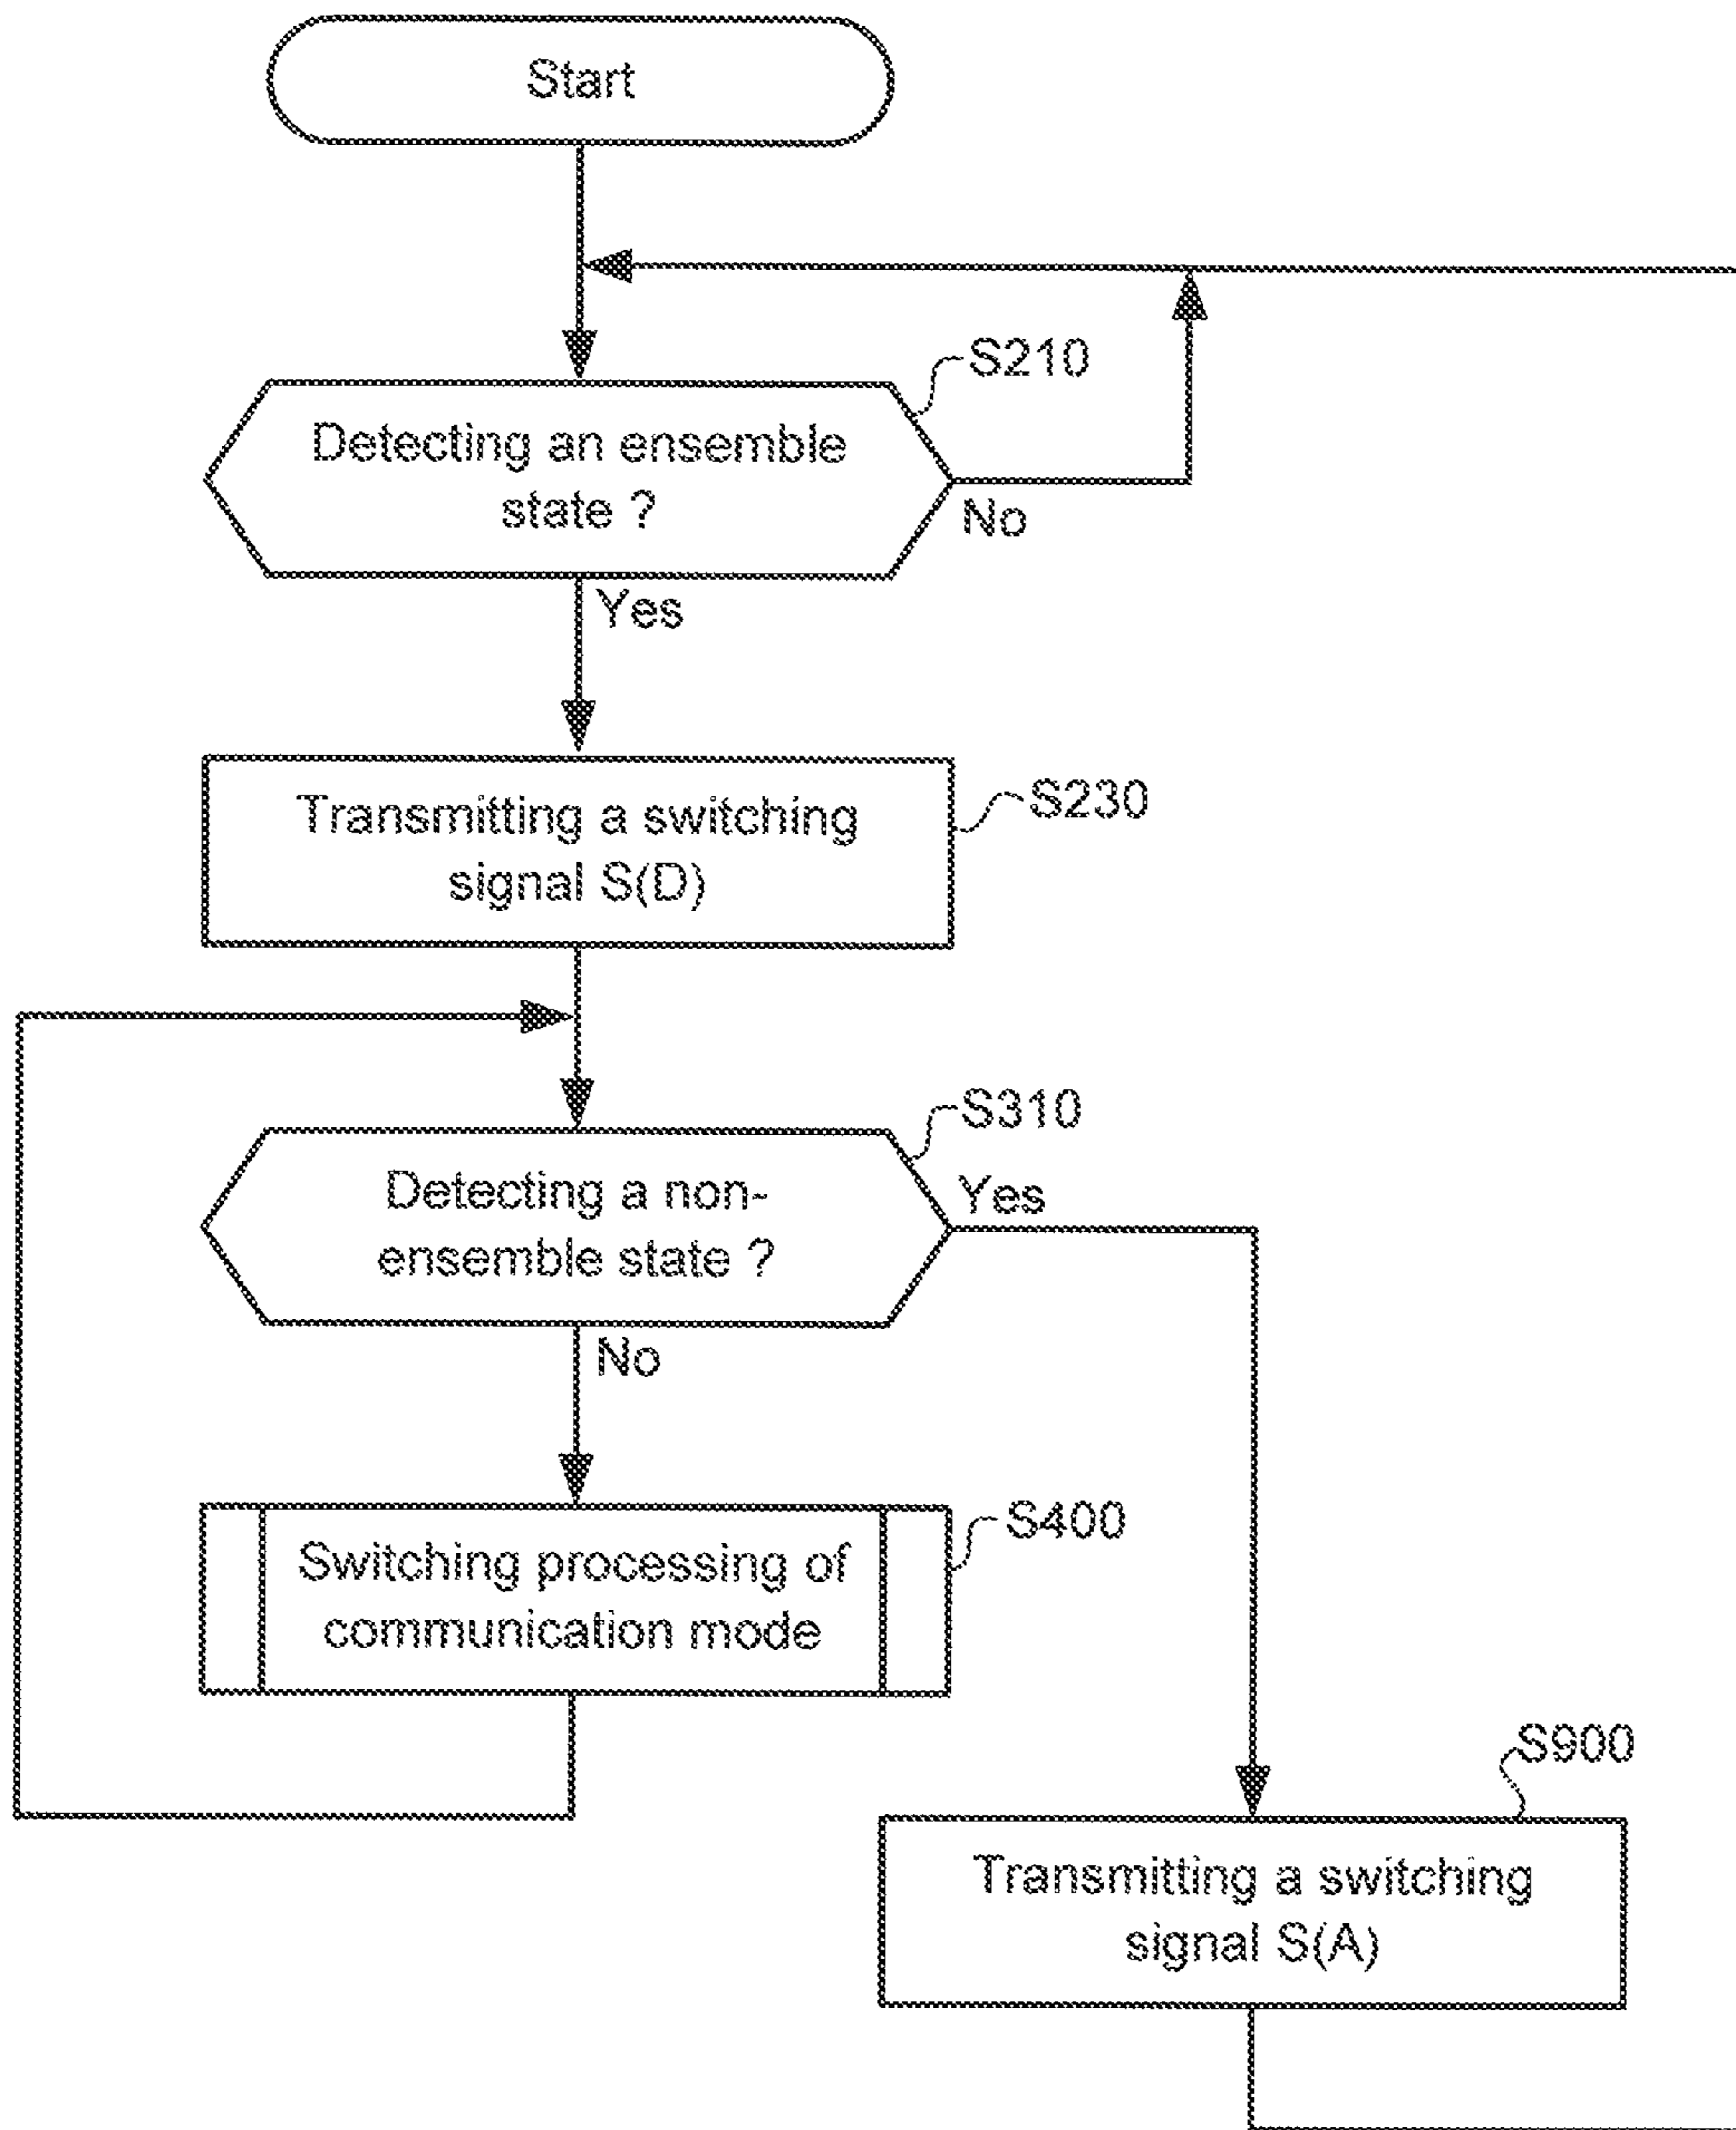 Start
S210
Detecting an ensemble
state ?
No
Yes
S230
Transmitting a switching
signal S(D)
S310
Detecting a non-
ensemble state ?
Yes
No
S400
Switching processing of
communication mode
S900
Transmitting a switching
signal S(A)